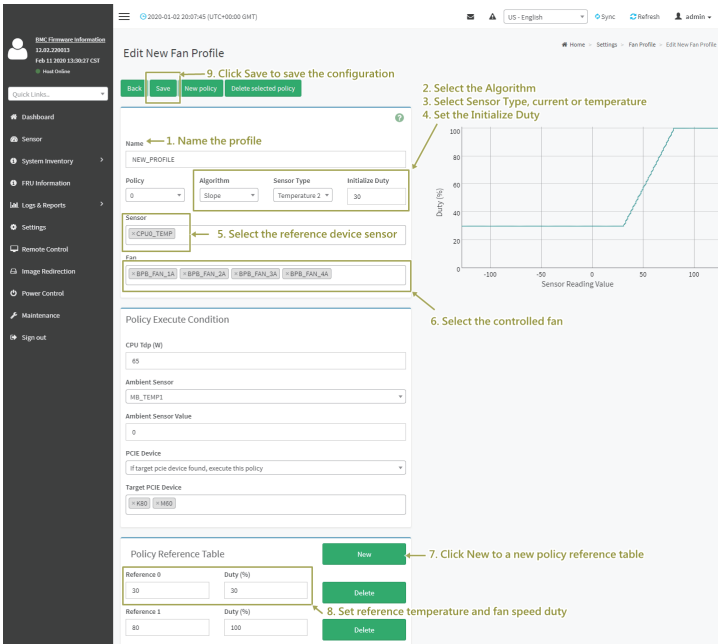 2020-01-02 20:07:45 (UTC+00:00 GMT)
US - English
Sync
Refresh
admin
BMC Firmware Information
12.02.220013
Feb 11 2020 13:30:27 CST
Host Online
Quick Links...
Dashboard
Sensor
System Inventory
FRU Information
Logs & Reports
Settings
Remote Control
Image Redirection
Power Control
Maintenance
Sign out
Edit New Fan Profile
Home > Settings > Fan Profile > Edit New Fan Profile
9. Click Save to save the configuration
Back Save New policy Delete selected policy
2. Select the Algorithm
3. Select Sensor Type, current or temperature
4. Set the Initialize Duty
Name
1. Name the profile
NEW_PROFILE
Policy Algorithm Sensor Type Initialize Duty
0 Slope Temperature 2 30
Sensor
×CPU0_TEMP
5. Select the reference device sensor
Fan
×BPB_FAN_1A ×BPB_FAN_2A ×BPB_FAN_3A ×BPB_FAN_4A
6. Select the controlled fan
100
80
60
40
20
0
Duty (%)
-100 -50 0 50 100
Sensor Reading Value
Policy Execute Condition
CPU Tdp (W)
65
Ambient Sensor
MB_TEMP1
Ambient Sensor Value
0
PCIE Device
If target pcie device found, execute this policy
Target PCIE Device
×K80 ×M60
Policy Reference Table
New
7. Click New to a new policy reference table
Reference 0 Duty (%)
30 30 Delete
8. Set reference temperature and fan speed duty
Reference 1 Duty (%)
80 100 Delete